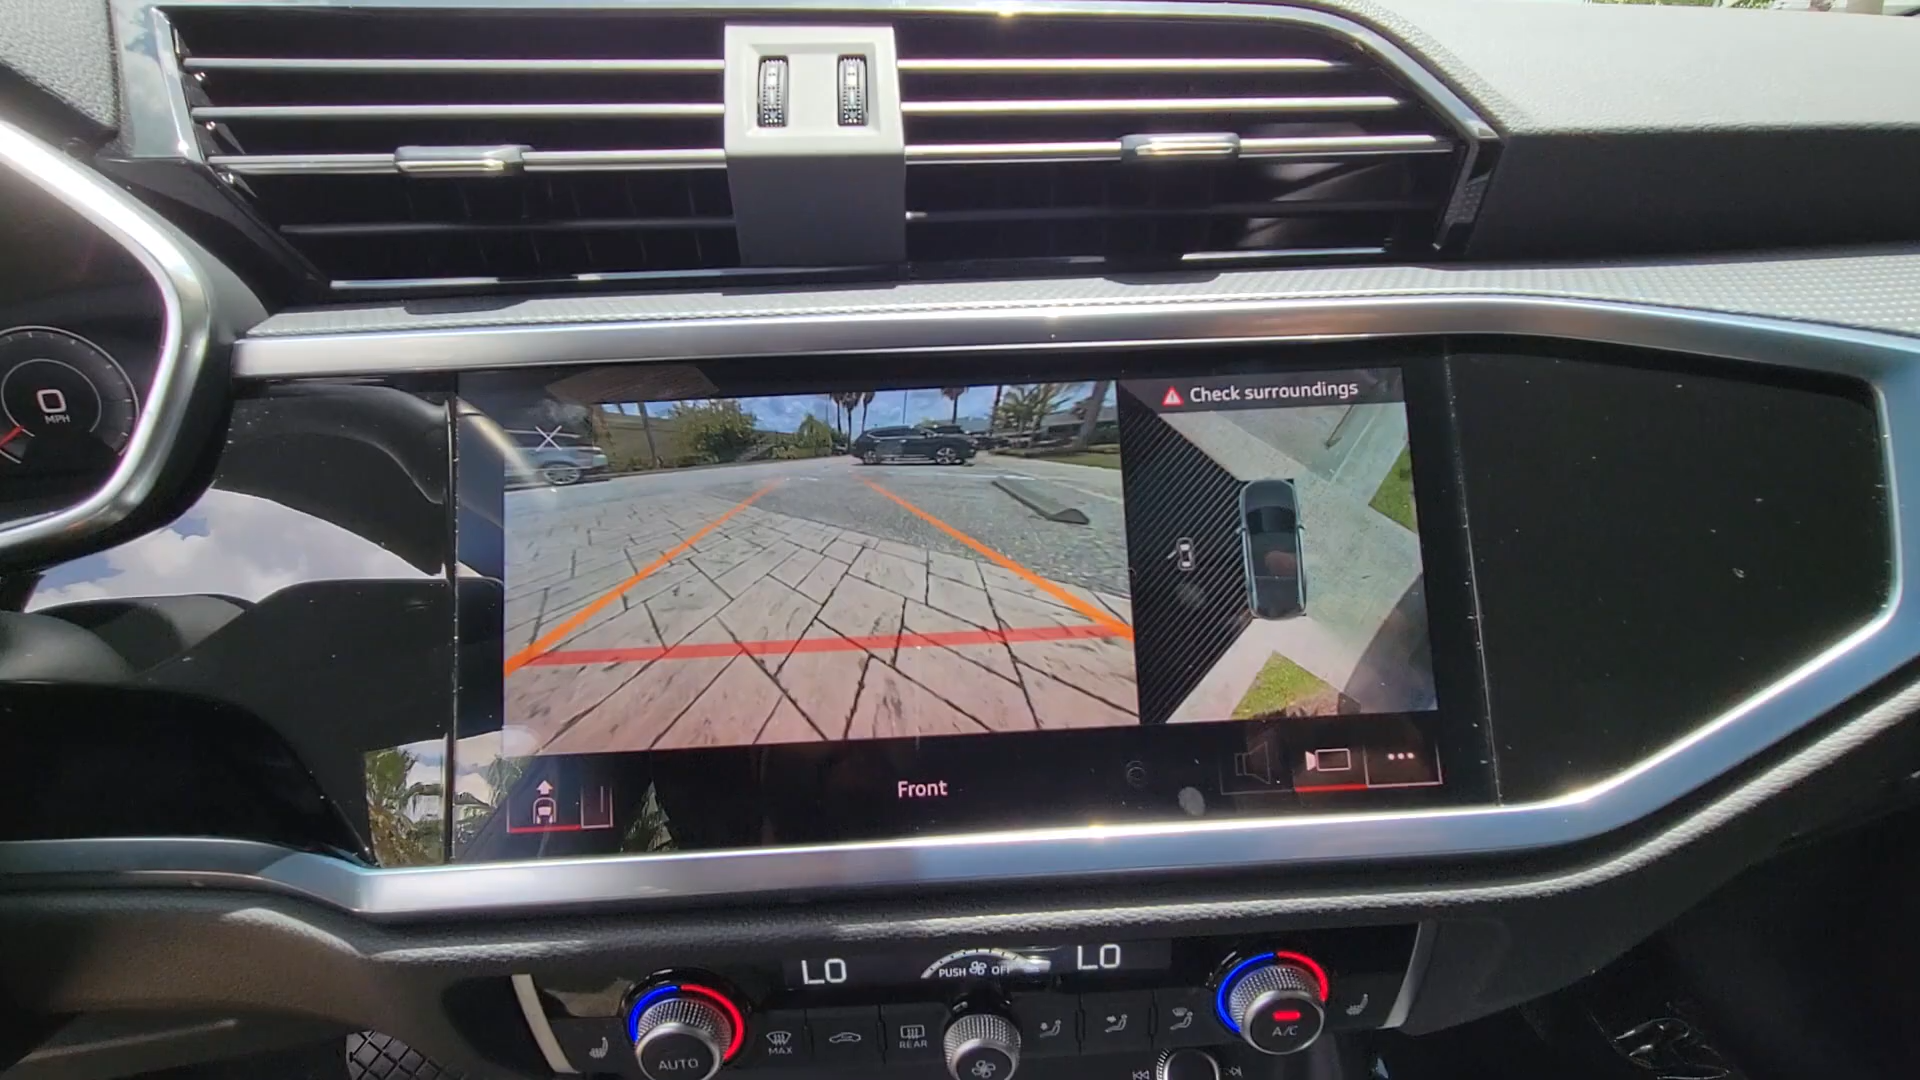 0
MPH
Check surroundings
Front
LO
PUSH OFF
LO
AUTO
MAX
REAR
A/C